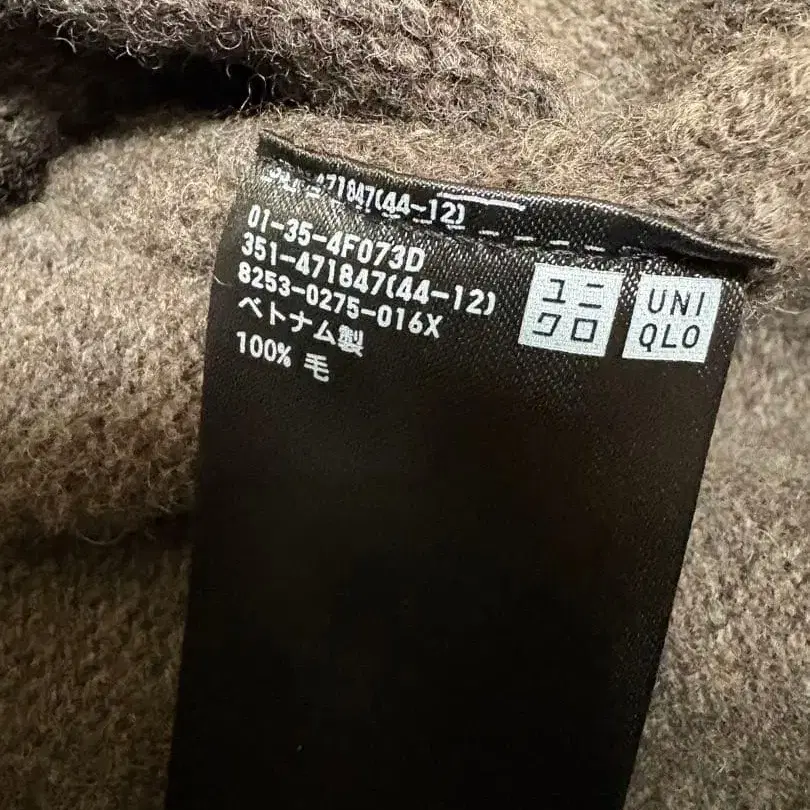 471847(44-12)
01-35-4F073D
351-471847(44-12)
8253-0275-016X
ベトナム製
100% 毛
ユニ
クロ
UNI
QLO